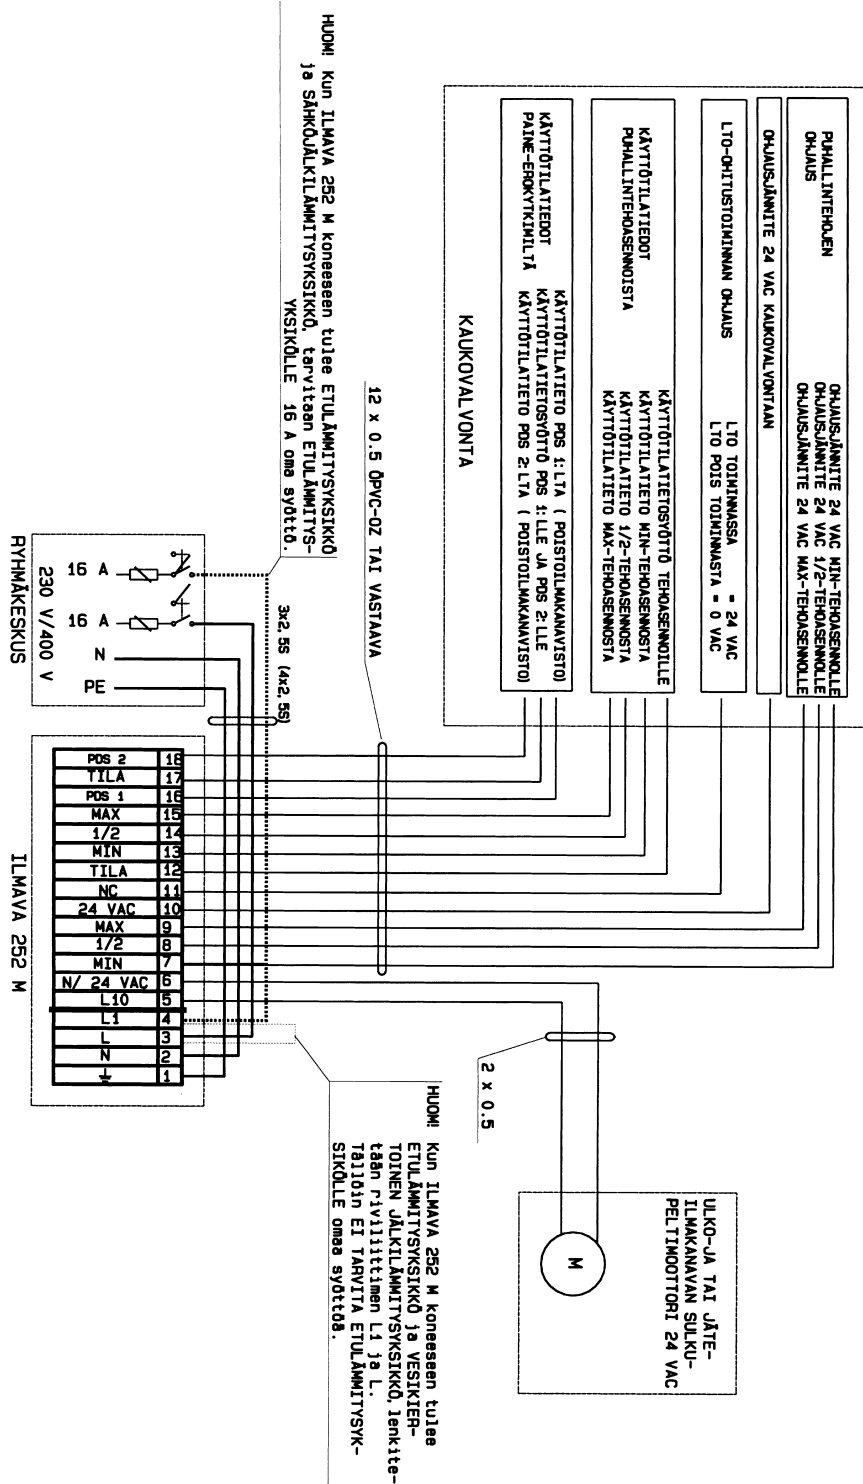 PUHALLINTEHOJEN
OHJAUS
OHJAUSJÄNNITE 24 VAC MIN-TEHOASENNOLLE
OHJAUSJÄNNITE 24 VAC 1/2-TEHOASENNOLLE
OHJAUSJÄNNITE 24 VAC MAX-TEHOASENNOLLE
OHJAUSJÄNNITE 24 VAC KAUKOVALVONTAAN
LTO-OHITUSTOIMINNAN OHJAUS
LTO TOIMINNASSA = 24 VAC
LTO POIS TOIMINNASTA = 0 VAC
KÄYTTÖTILATIEDOT
PUHALLINTEHOASENNOISTA
KÄYTTÖTILATIETOSYÖTTÖ TEHOASENNOILLE
KÄYTTÖTILATIETO MIN-TEHOASENNOSTA
KÄYTTÖTILATIETO 1/2-TEHOASENNOSTA
KÄYTTÖTILATIETO MAX-TEHOASENNOSTA
KÄYTTÖTILATIEDOT
PAINE-EROKYTKIMILTÄ
KÄYTTÖTILATIETO PDS 1:LTA ( POISTOILMAKANAVISTO)
KÄYTTÖTILATIETOSYÖTTÖ PDS 1:LLE JA PDS 2:LLE
KÄYTTÖTILATIETO PDS 2:LTA ( POISTOILMAKANAVISTO)
KAUKOVALVONTA
ULKO-JA TAI JÄTE-
ILMAKANAVAN SULKU-
PELTIMOOTTORI 24 VAC
M
2 x 0.5
12 x 0.5 ÖPVC-OZ TAI VASTAAVA
HUOM! Kun ILMAVA 252 M koneeseen tulee ETULÄMMITYSYKSIKKÖ
ja SÄHKÖJÄLKILÄMMITYSYKSIKKÖ, tarvitaan ETULÄMMITYS-
YKSIKÖLLE 16 A oma syöttö.
HUOM! Kun ILMAVA 252 M koneeseen tulee
ETULÄMMITYSYKSIKKÖ ja VESIKIER-
TOINEN JÄLKILÄMMITYSYKSIKKÖ, lenkite-
tään riviliittimen L1 ja L.
Tällöin EI TARVITA ETULÄMMITYSYK-
SIKÖLLE omaa syöttöä.
3x2,5S (4x2,5S)
16 A
16 A
N
PE
230 V/400 V
RYHMÄKESKUS
PDS 2 18
TILA 17
PDS 1 16
MAX 15
1/2 14
MIN 13
TILA 12
NC 11
24 VAC 10
MAX 9
1/2 8
MIN 7
N/ 24 VAC 6
L10 5
L1 4
L 3
N 2
1
ILMAVA 252 M